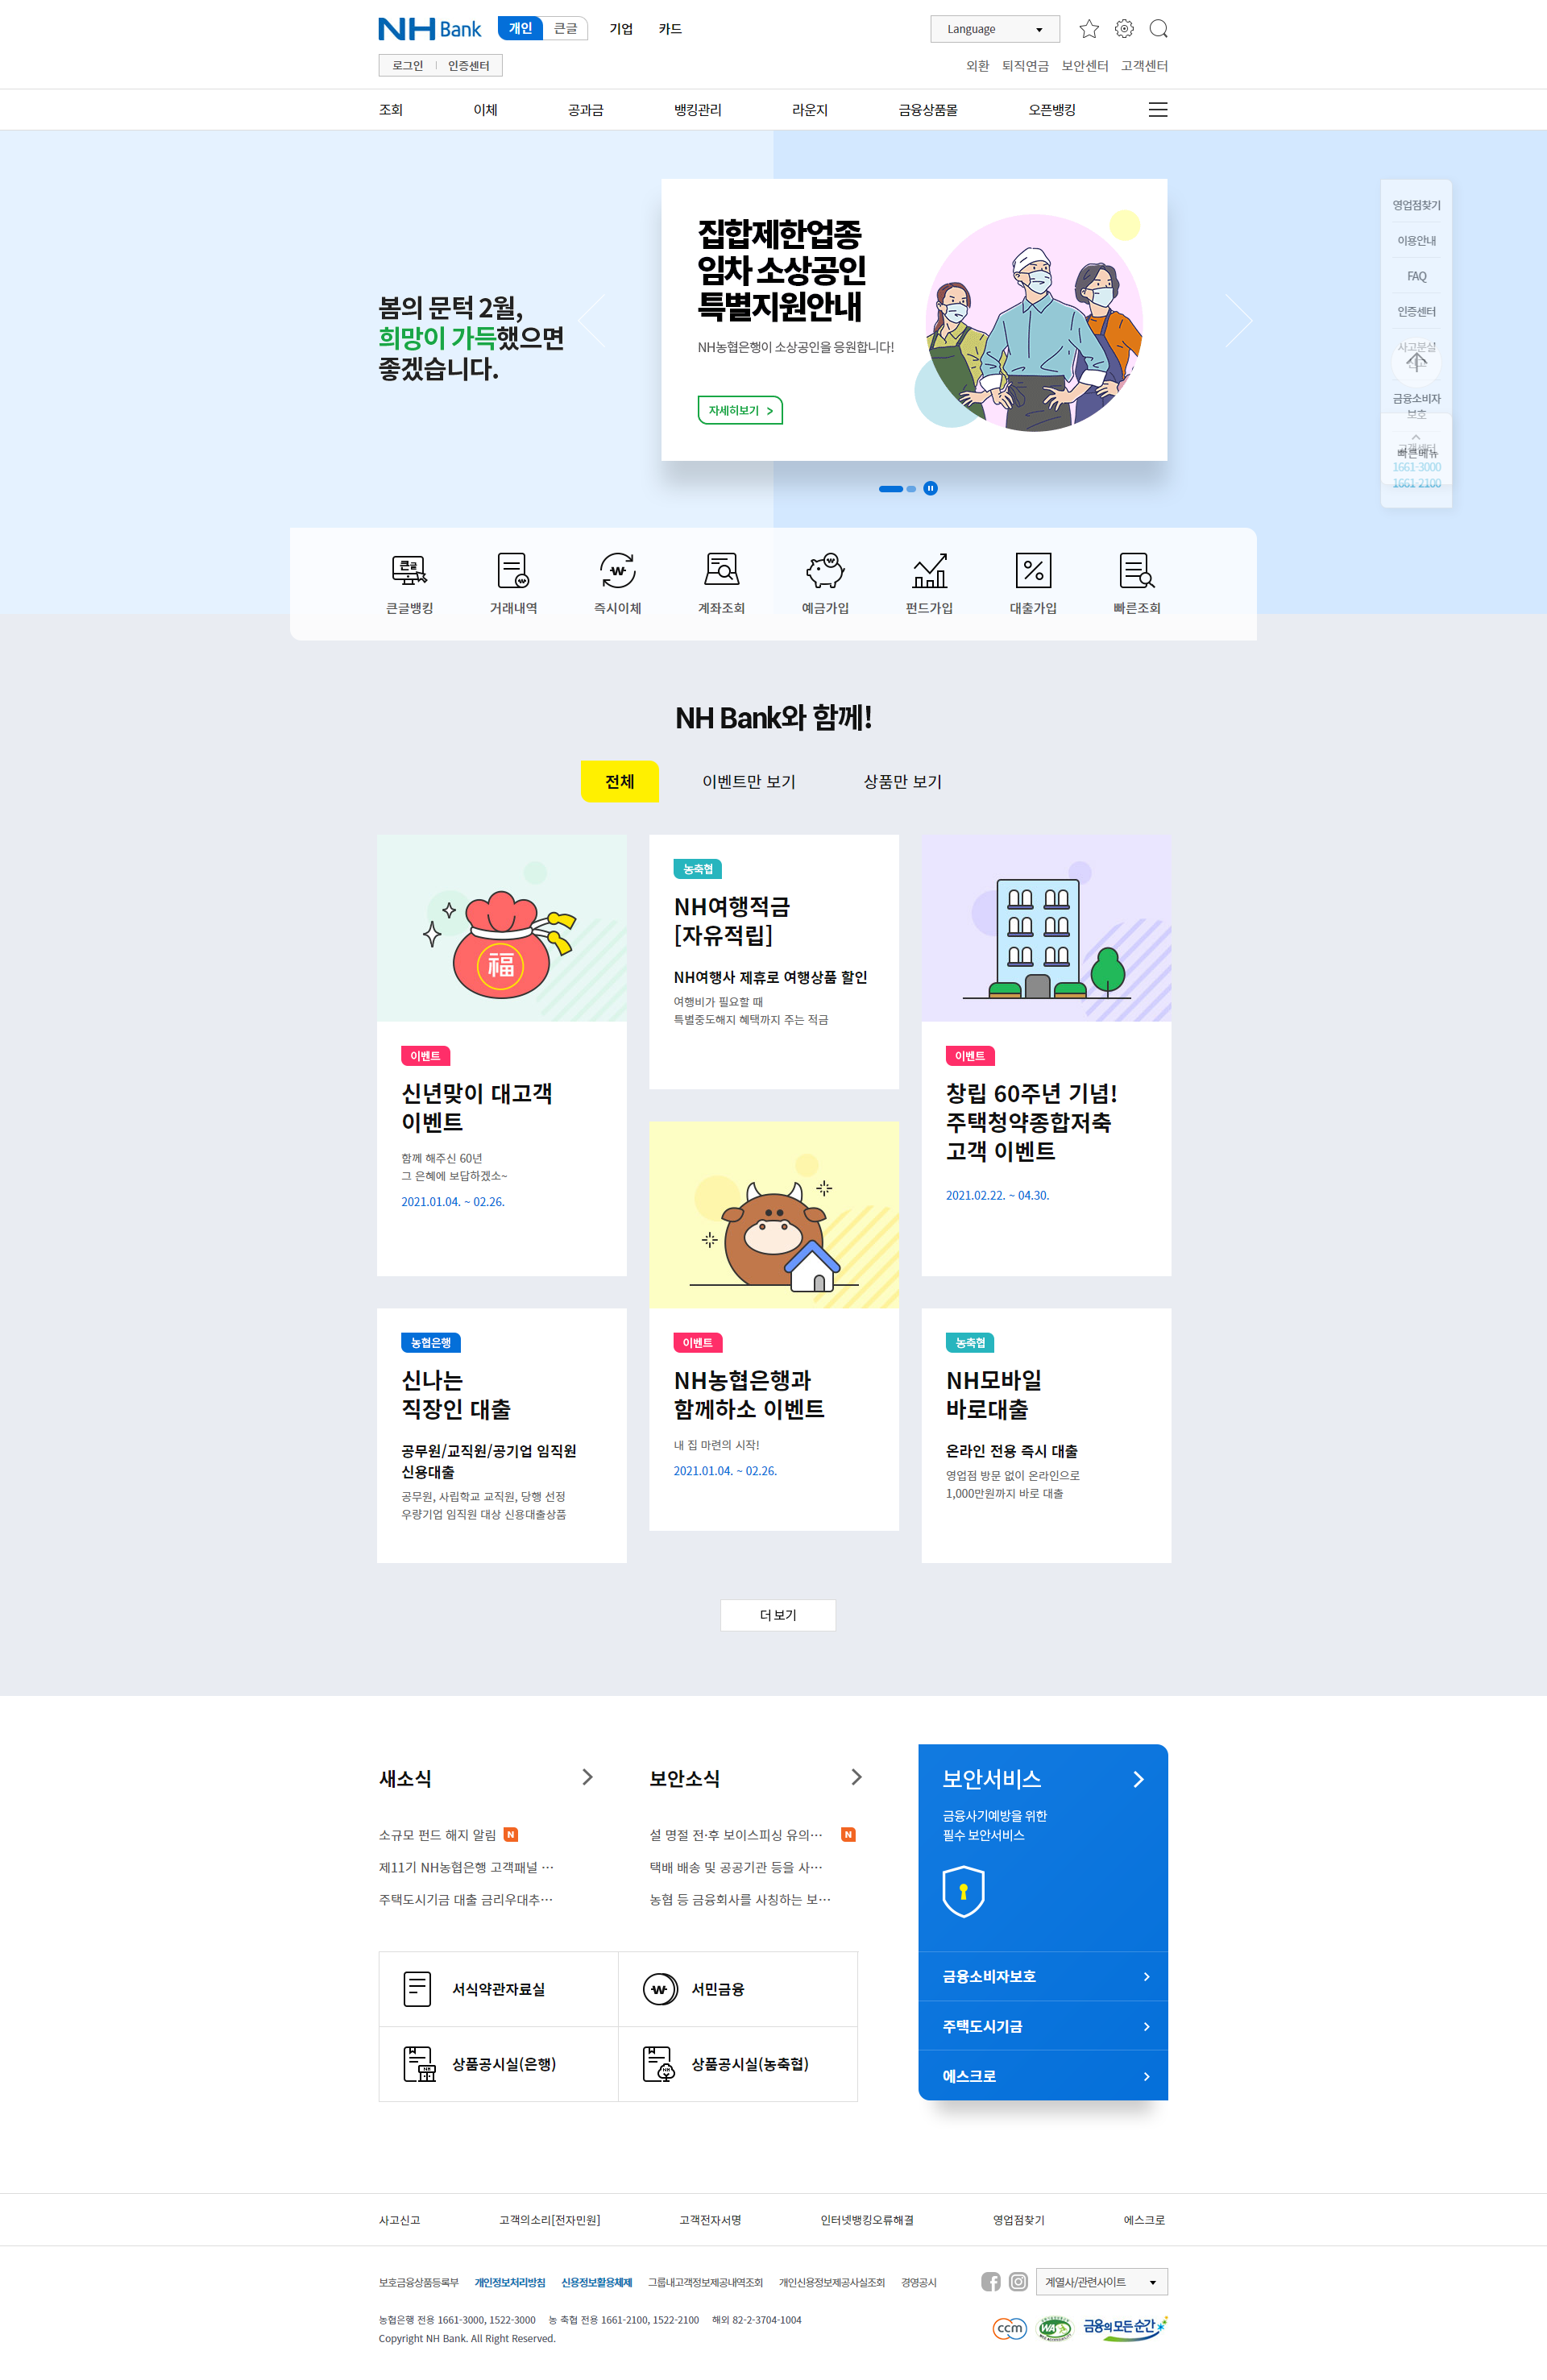 NH Bank 개인 큰글 기업 카드 Language
로그인 인증센터 외환 퇴직연금 보안센터 고객센터
조회 이체 공과금 뱅킹관리 라운지 금융상품몰 오픈뱅킹
봄의 문턱 2월,
희망이 가득했으면
좋겠습니다.
집합제한업종
임차 소상공인
특별지원안내
NH농협은행이 소상공인을 응원합니다!
자세히보기 >
영업점찾기
이용안내
FAQ
인증센터
사고분실
금융소비자
보호
고객센터
빠른메뉴
1661-3000
1661-2100
큰글
큰글뱅킹 거래내역 즉시이체 계좌조회 예금가입 펀드가입 대출가입 빠른조회
NH Bank와 함께!
전체 이벤트만 보기 상품만 보기
福
이벤트
신년맞이 대고객
이벤트
함께 해주신 60년
그 은혜에 보답하겠소~
2021.01.04. ~ 02.26.
농축협
NH여행적금
[자유적립]
NH여행사 제휴로 여행상품 할인
여행비가 필요할 때
특별중도해지 혜택까지 주는 적금
이벤트
창립 60주년 기념!
주택청약종합저축
고객 이벤트
2021.02.22. ~ 04.30.
농협은행
신나는
직장인 대출
공무원/교직원/공기업 임직원
신용대출
공무원, 사립학교 교직원, 당행 선정
우량기업 임직원 대상 신용대출상품
이벤트
NH농협은행과
함께하소 이벤트
내 집 마련의 시작!
2021.01.04. ~ 02.26.
농축협
NH모바일
바로대출
온라인 전용 즉시 대출
영업점 방문 없이 온라인으로
1,000만원까지 바로 대출
더 보기
새소식
소규모 펀드 해지 알림 N
제11기 NH농협은행 고객패널 …
주택도시기금 대출 금리우대추…
보안소식
설 명절 전·후 보이스피싱 유의… N
택배 배송 및 공공기관 등을 사…
농협 등 금융회사를 사칭하는 보…
보안서비스
금융사기예방을 위한
필수 보안서비스
금융소비자보호
주택도시기금
에스크로
서식약관자료실 서민금융
상품공시실(은행) 상품공시실(농축협)
사고신고 고객의소리[전자민원] 고객전자서명 인터넷뱅킹오류해결 영업점찾기 에스크로
보호금융상품등록부 개인정보처리방침 신용정보활용체제 그룹내고객정보제공내역조회 개인신용정보제공사실조회 경영공시 계열사/관련사이트
농협은행 전용 1661-3000, 1522-3000 농 축협 전용 1661-2100, 1522-2100 해외 82-2-3704-1004
Copyright NH Bank. All Right Reserved.
ccm WA 금융의 모든 순간